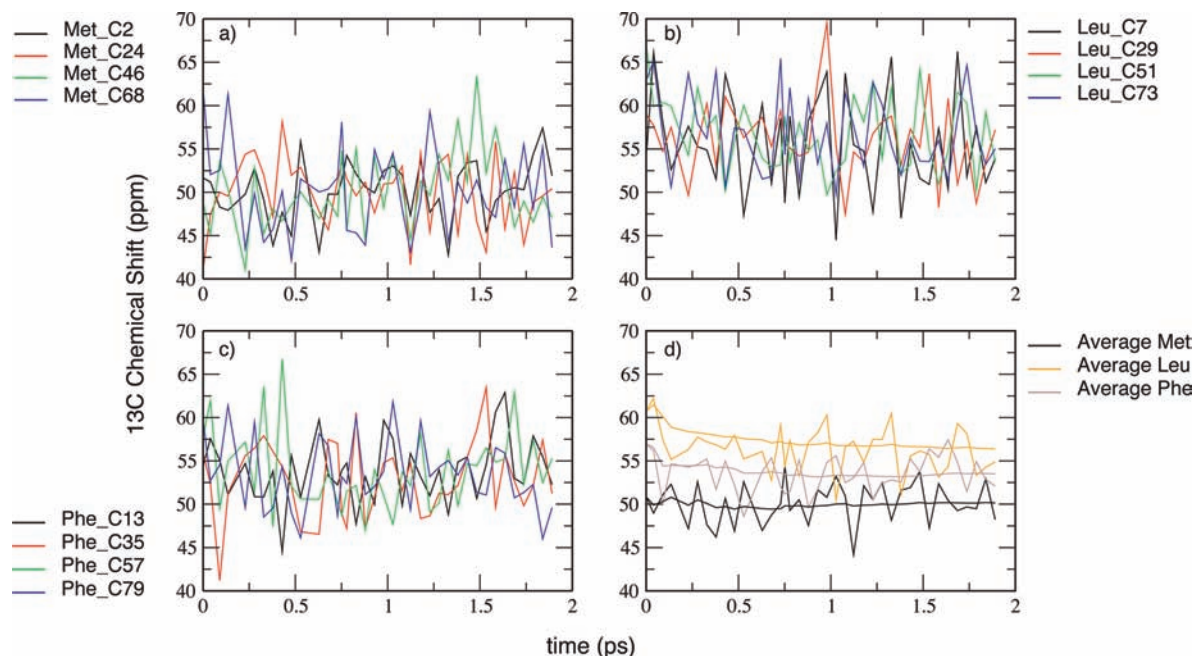 Met_C2
Met_C24
Met_C46
Met_C68
a)
70
65
60
55
50
45
40
0
0.5
1
1.5
2
b)
70
65
60
55
50
45
40
0
0.5
1
1.5
2
Leu_C7
Leu_C29
Leu_C51
Leu_C73
13C Chemical Shift (ppm)
c)
70
65
60
55
50
45
40
0
0.5
1
1.5
2
Phe_C13
Phe_C35
Phe_C57
Phe_C79
d)
70
65
60
55
50
45
40
0
0.5
1
1.5
2
Average Met
Average Leu
Average Phe
time (ps)